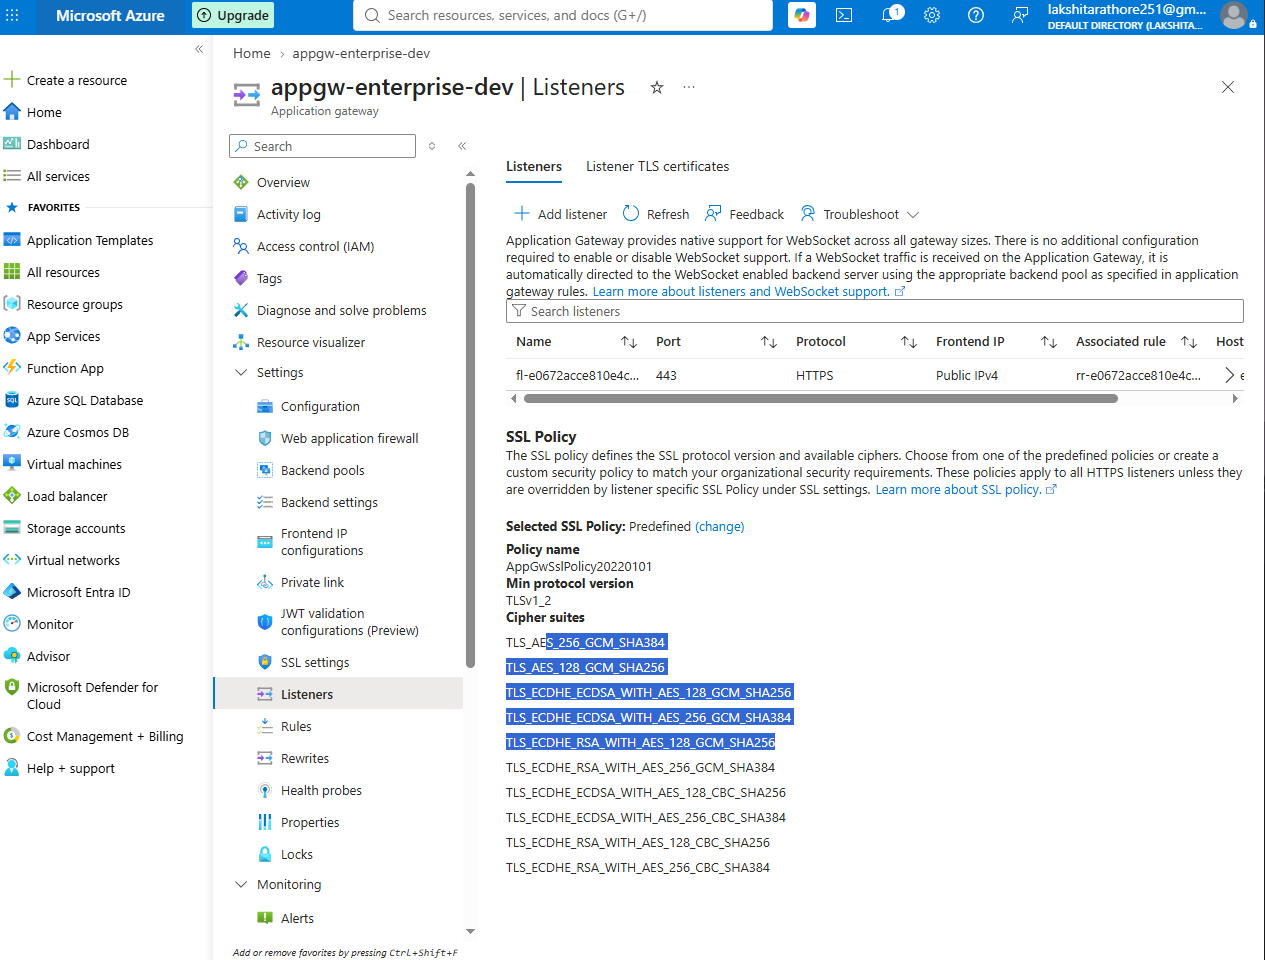 Microsoft Azure
Upgrade
Search resources, services, and docs (G+/)
1
lakshitarathore251@gm...
DEFAULT DIRECTORY (LAKSHITA...
Create a resource
Home
Dashboard
All services
FAVORITES
Application Templates
All resources
Resource groups
App Services
Function App
Azure SQL Database
Azure Cosmos DB
Virtual machines
Load balancer
Storage accounts
Virtual networks
Microsoft Entra ID
Monitor
Advisor
Microsoft Defender for
Cloud
Cost Management + Billing
Help + support
Home > appgw-enterprise-dev
appgw-enterprise-dev | Listeners
Application gateway
Search
Overview
Activity log
Access control (IAM)
Tags
Diagnose and solve problems
Resource visualizer
Settings
Configuration
Web application firewall
Backend pools
Backend settings
Frontend IP
configurations
Private link
JWT validation
configurations (Preview)
SSL settings
Listeners
Rules
Rewrites
Health probes
Properties
Locks
Monitoring
Alerts
Add or remove favorites by pressing Ctrl+Shift+F
Listeners Listener TLS certificates
Add listener Refresh Feedback Troubleshoot
Application Gateway provides native support for WebSocket across all gateway sizes. There is no additional configuration
required to enable or disable WebSocket support. If a WebSocket traffic is received on the Application Gateway, it is
automatically directed to the WebSocket enabled backend server using the appropriate backend pool as specified in application
gateway rules. Learn more about listeners and WebSocket support.
Search listeners
Name Port Protocol Frontend IP Associated rule Host
fl-e0672acce810e4c... 443 HTTPS Public IPv4 rr-e0672acce810e4c... e
SSL Policy
The SSL policy defines the SSL protocol version and available ciphers. Choose from one of the predefined policies or create a
custom security policy to match your organizational security requirements. These policies apply to all HTTPS listeners unless they
are overridden by listener specific SSL Policy under SSL settings. Learn more about SSL policy.
Selected SSL Policy: Predefined (change)
Policy name
AppGwSslPolicy20220101
Min protocol version
TLSv1_2
Cipher suites
TLS_AES_256_GCM_SHA384
TLS_AES_128_GCM_SHA256
TLS_ECDHE_ECDSA_WITH_AES_128_GCM_SHA256
TLS_ECDHE_ECDSA_WITH_AES_256_GCM_SHA384
TLS_ECDHE_RSA_WITH_AES_128_GCM_SHA256
TLS_ECDHE_RSA_WITH_AES_256_GCM_SHA384
TLS_ECDHE_ECDSA_WITH_AES_128_CBC_SHA256
TLS_ECDHE_ECDSA_WITH_AES_256_CBC_SHA384
TLS_ECDHE_RSA_WITH_AES_128_CBC_SHA256
TLS_ECDHE_RSA_WITH_AES_256_CBC_SHA384